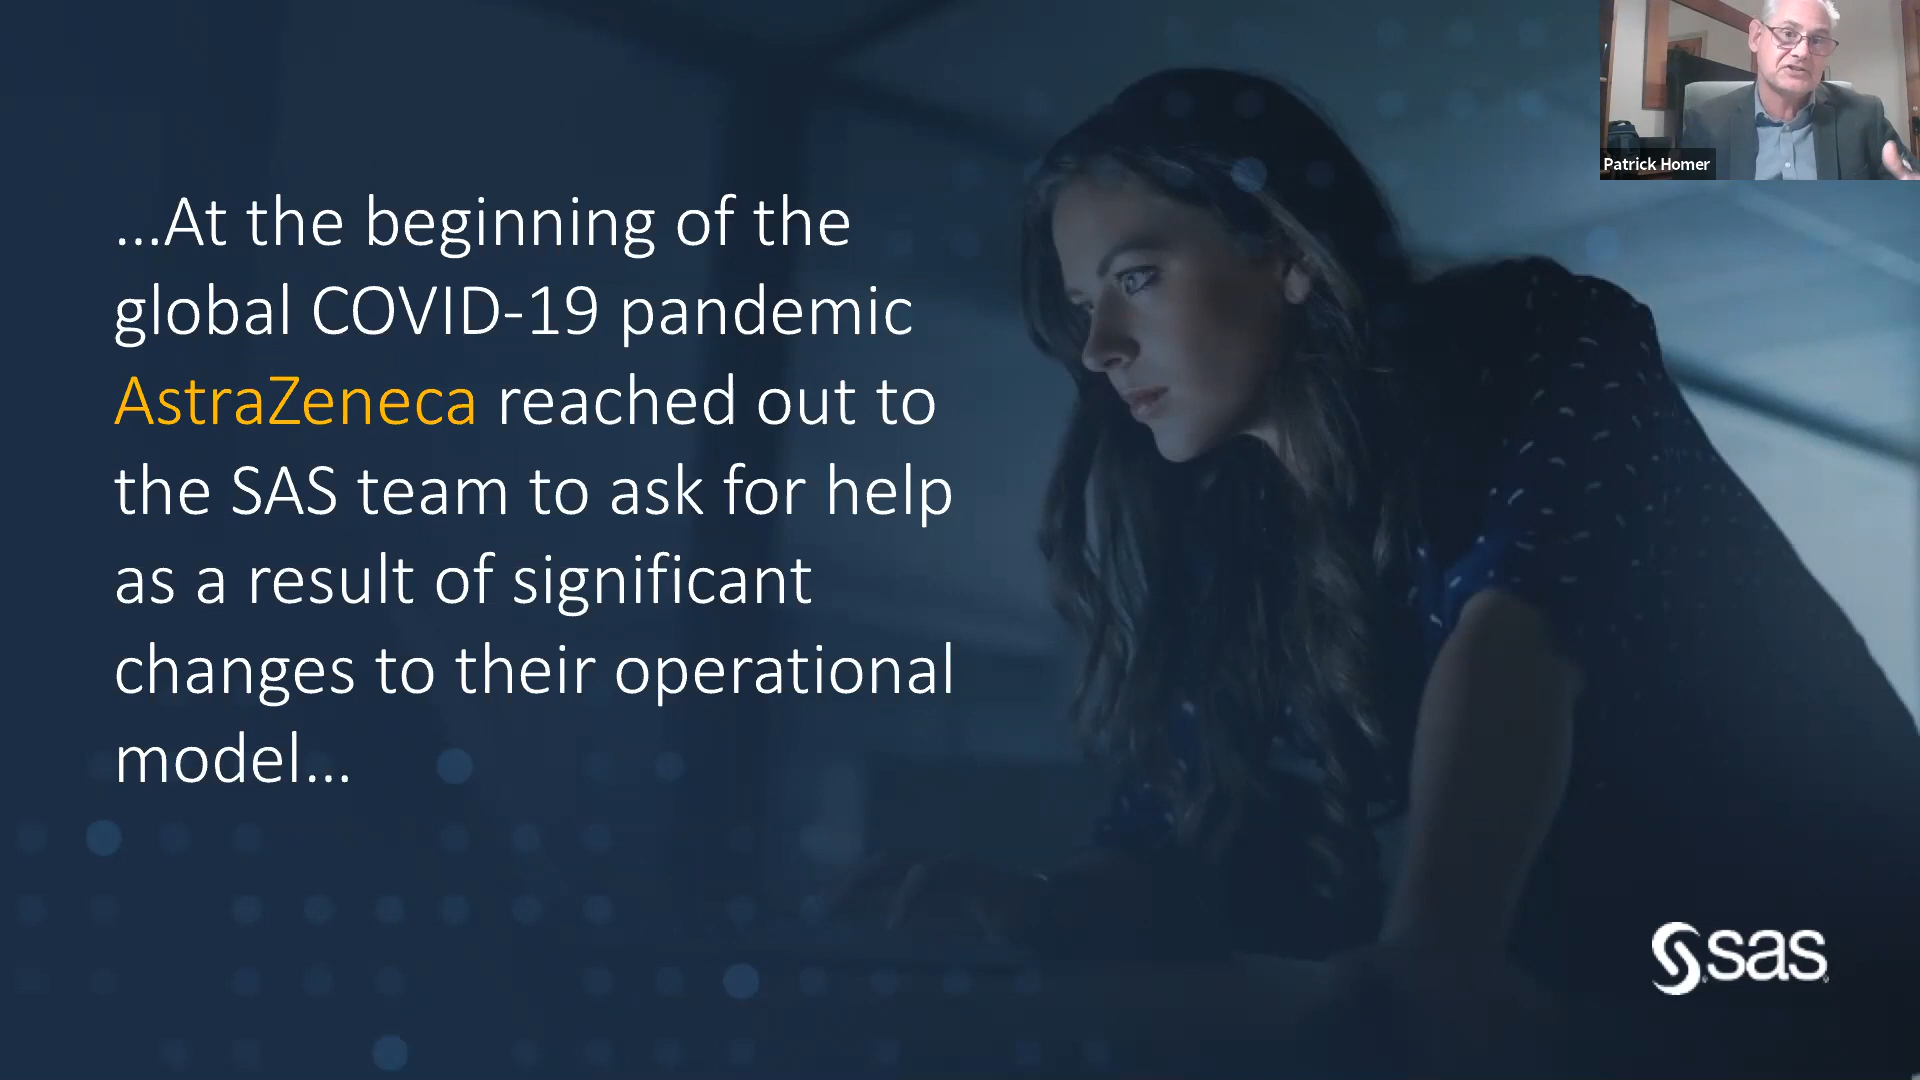 Patrick Homer
...At the beginning of the
global COVID-19 pandemic
AstraZeneca reached out to
the SAS team to ask for help
as a result of significant
changes to their operational
model...
sas